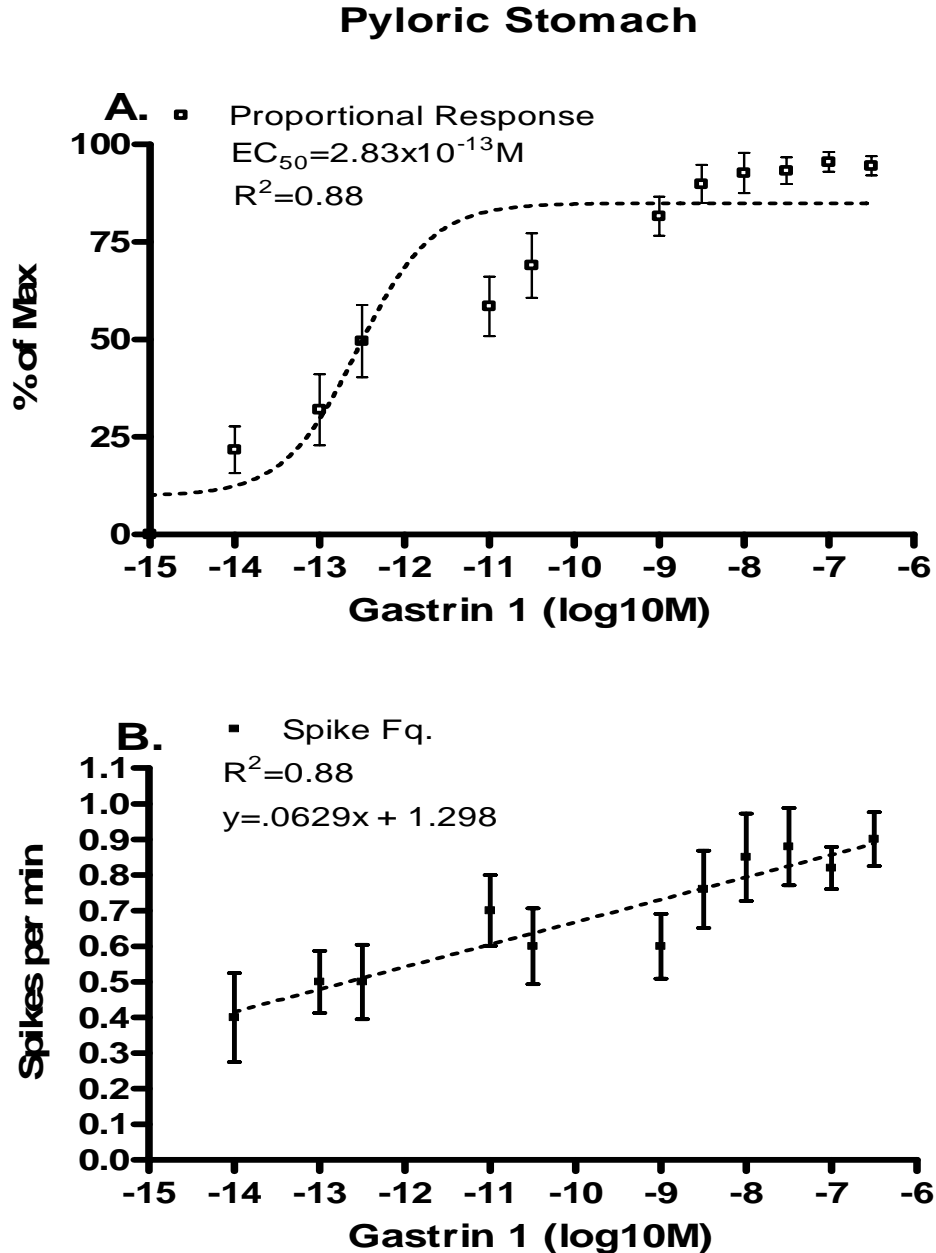 Pyloric Stomach
A.
Proportional Response
EC₅₀=2.83x10⁻¹³M
R²=0.88
100
75
50
25
0
% of Max
-15 -14 -13 -12 -11 -10 -9 -8 -7 -6
Gastrin 1 (log10M)
B.
Spike Fq.
R²=0.88
y=.0629x + 1.298
1.1
1.0
0.9
0.8
0.7
0.6
0.5
0.4
0.3
0.2
0.1
0.0
Spikes per min
-15 -14 -13 -12 -11 -10 -9 -8 -7 -6
Gastrin 1 (log10M)